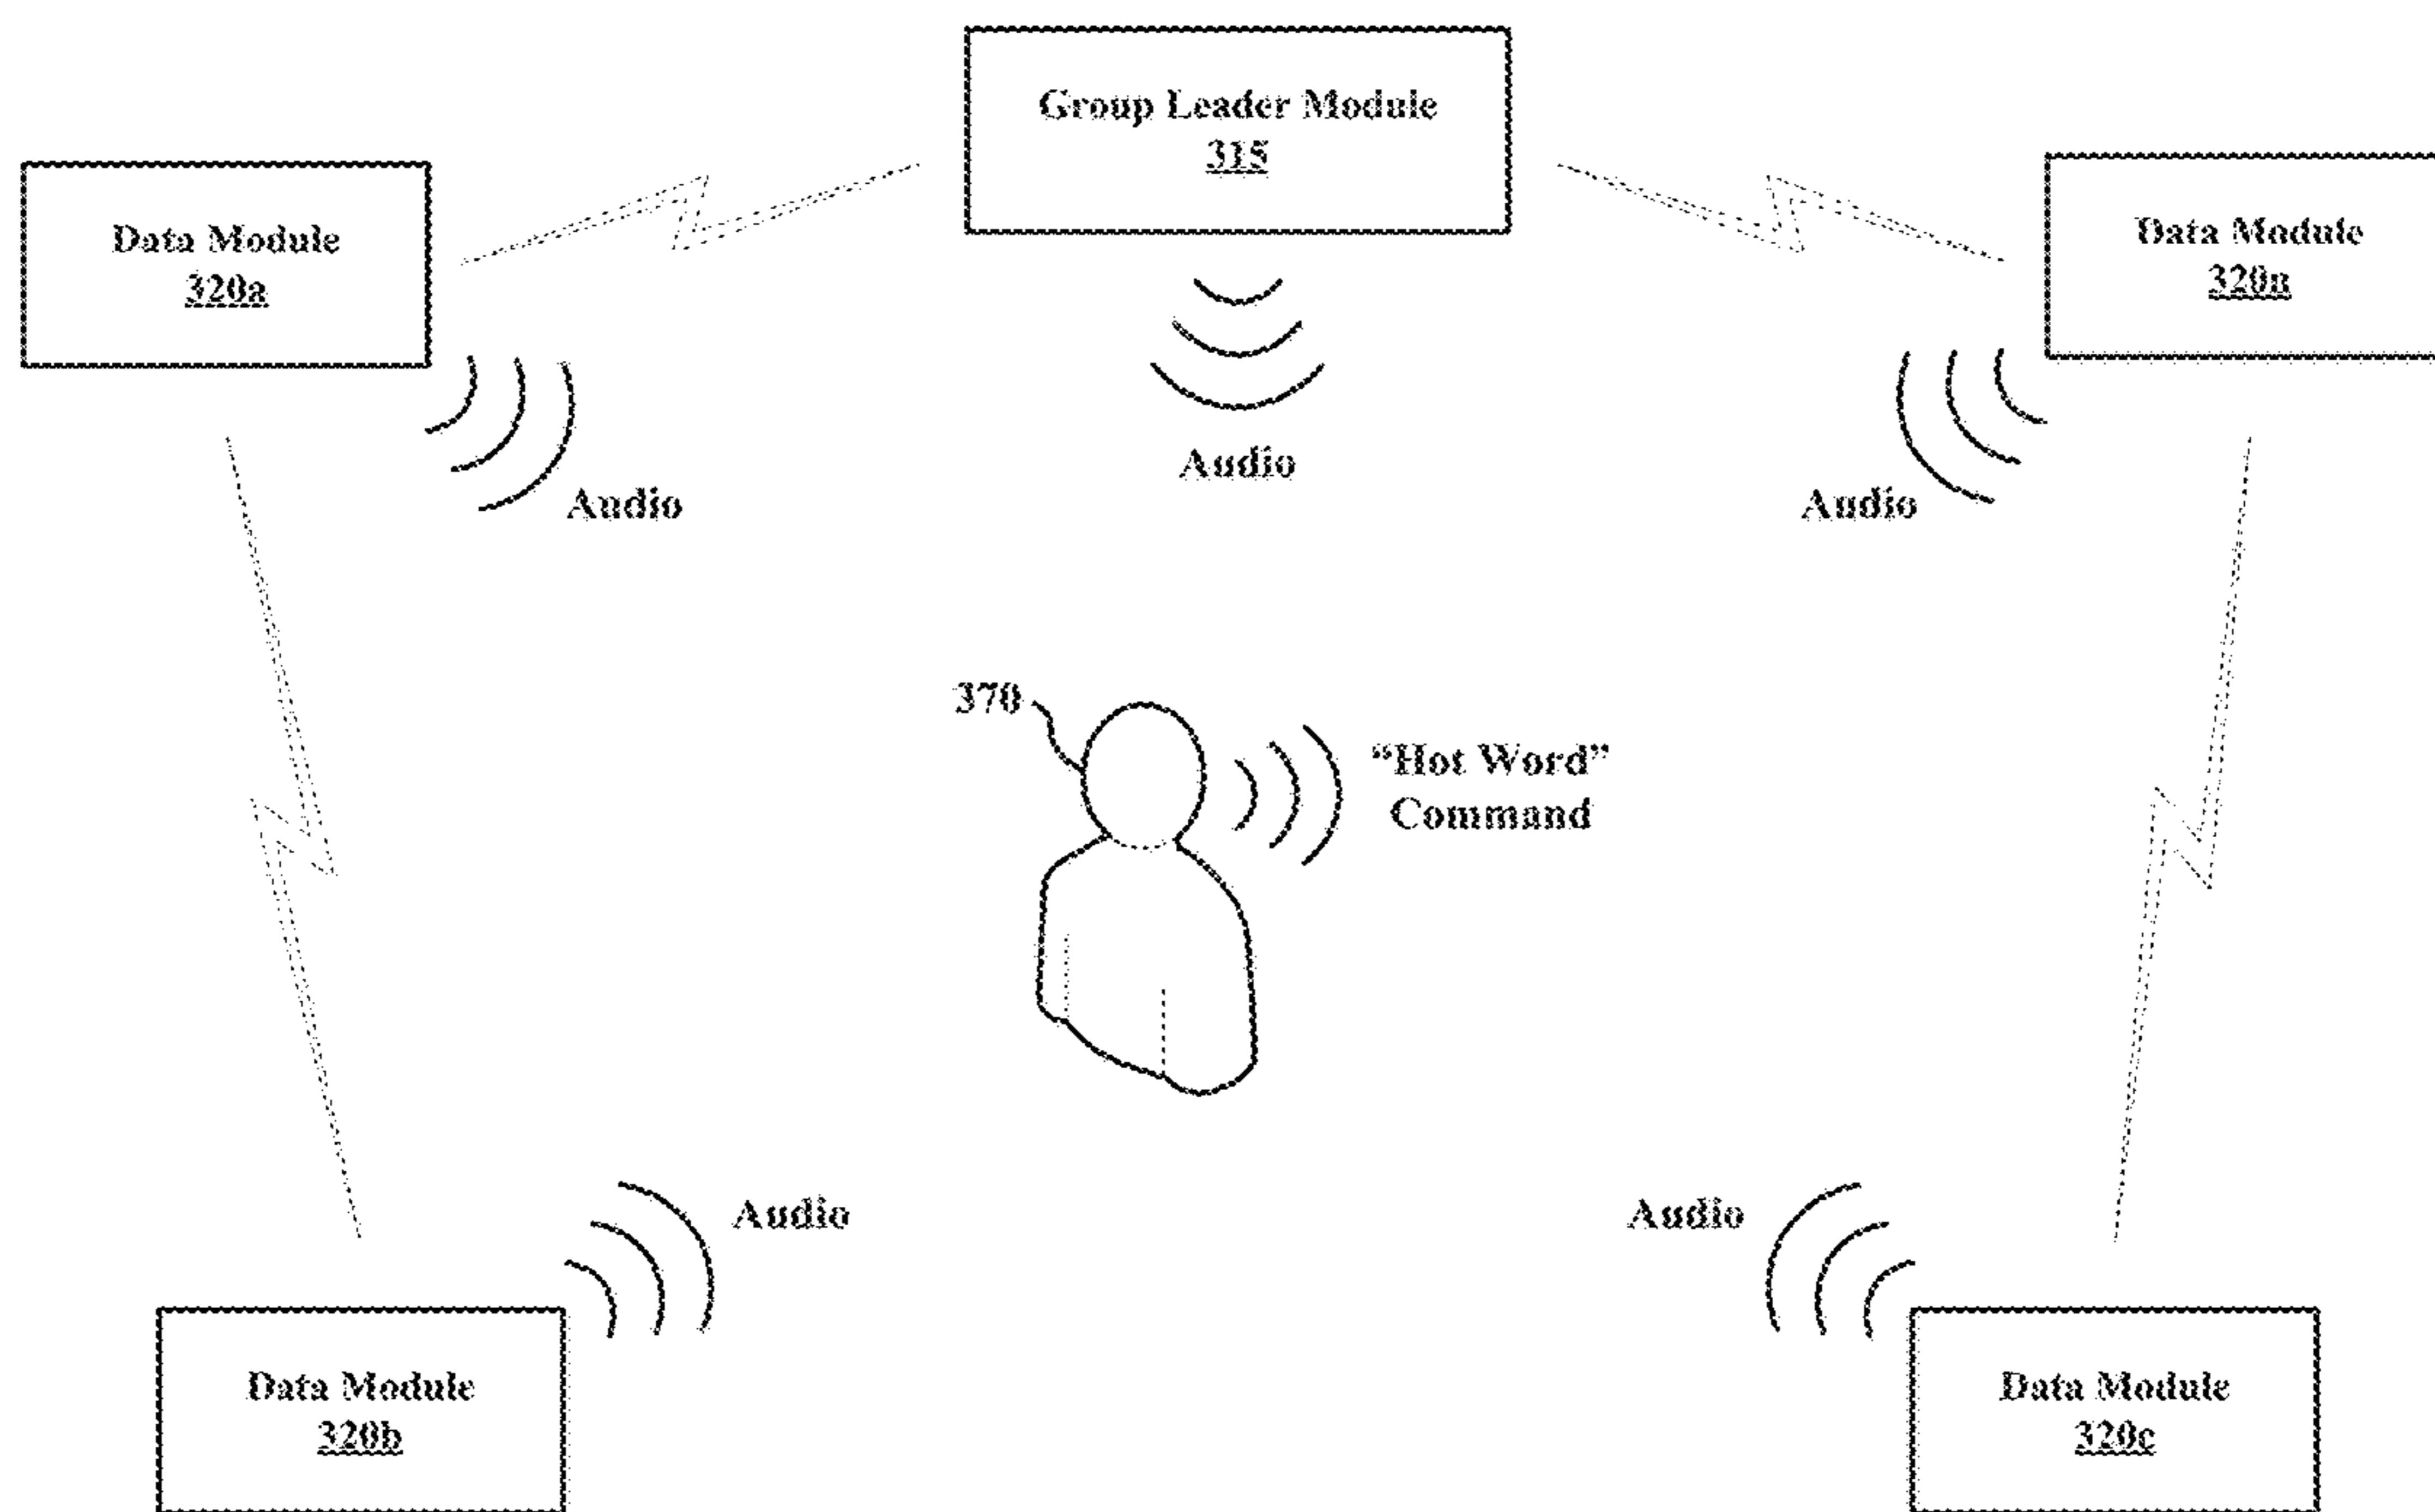 Group Leader Module
315
Data Module
320a
Data Module
320n
Audio
Audio
Audio
370
“Hot Word”
Command
Audio
Audio
Data Module
320b
Data Module
320c